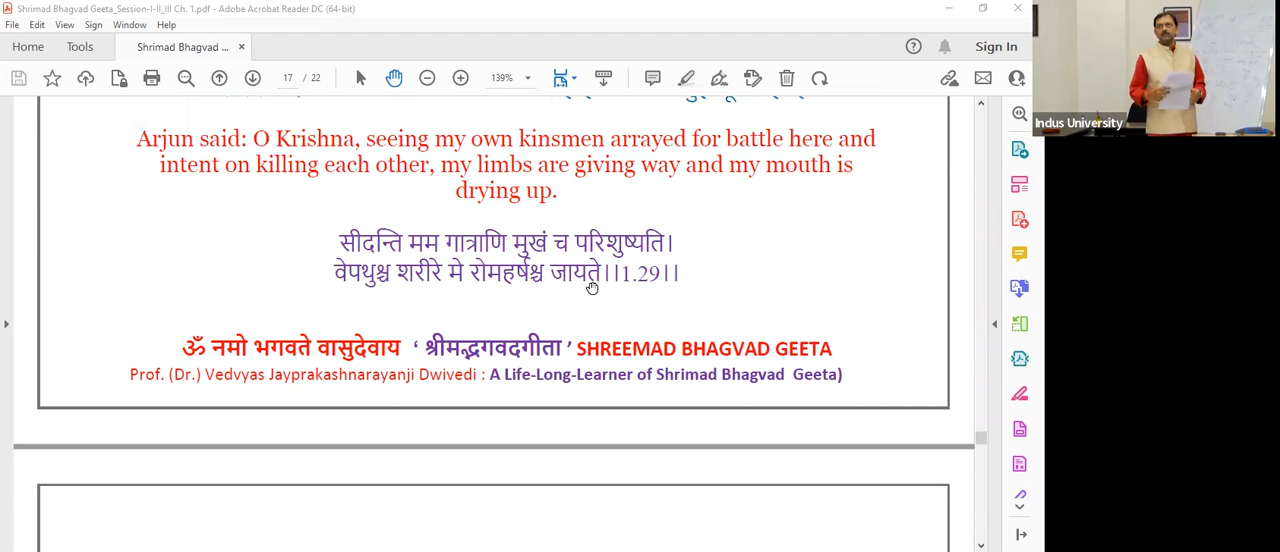 Shrimad Bhagvad Geeta_Session-I-II_III Ch. 1.pdf - Adobe Acrobat Reader DC (64-bit)
File Edit View Sign Window Help
Home Tools Shrimad Bhagvad ... × Sign In
17 / 22 139%
Indus University
Arjun said: O Krishna, seeing my own kinsmen arrayed for battle here and
intent on killing each other, my limbs are giving way and my mouth is
drying up.
सीदन्ति मम गात्राणि मुखं च परिशुष्यति।
वेपथुश्च शरीरे मे रोमहर्षश्च जायते।।1.29।।
ॐ नमो भगवते वासुदेवाय ‘ श्रीमद्भगवदगीता ’ SHREEMAD BHAGVAD GEETA
Prof. (Dr.) Vedvyas Jayprakashnarayanji Dwivedi : A Life-Long-Learner of Shrimad Bhagvad Geeta)